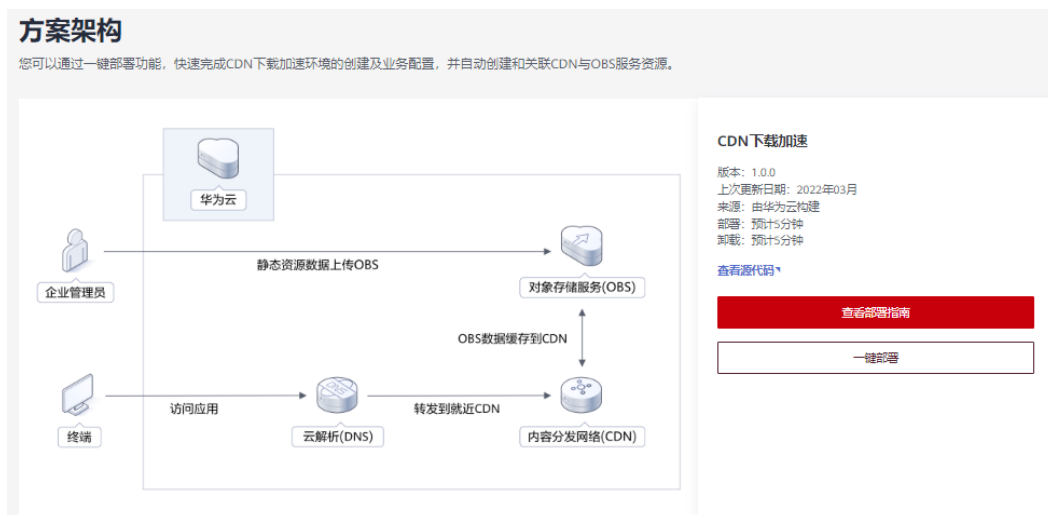 方案架构
您可以通过一键部署功能，快速完成CDN下载加速环境的创建及业务配置，并自动创建和关联CDN与OBS服务资源。
华为云
企业管理员
静态资源数据上传OBS
对象存储服务(OBS)
OBS数据缓存到CDN
终端
访问应用
DNS
云解析(DNS)
转发到就近CDN
内容分发网络(CDN)
CDN下载加速
版本：1.0.0
上次更新日期：2022年03月
来源：由华为云构建
部署：预计5分钟
卸载：预计5分钟
查看源代码
查看部署指南
一键部署